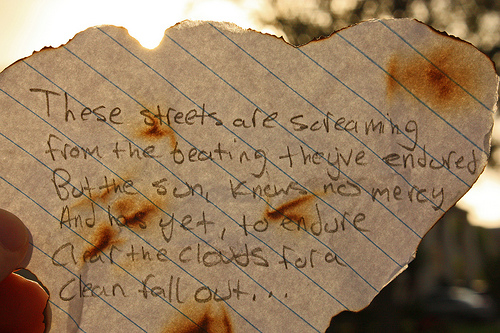 These streets are screaming
from the beating they've endured
But the sun, knows no mercy
And has yet, to endure
Clear the clouds for a
Clean fall out...